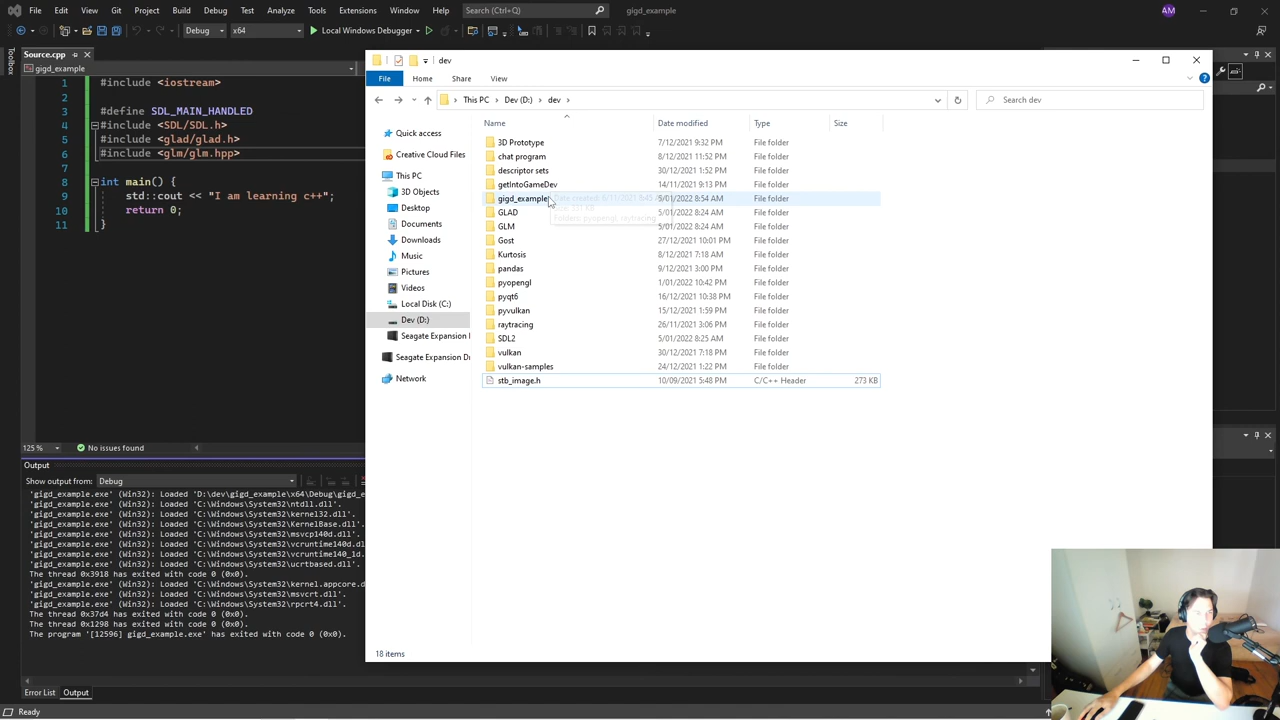 File Edit View Git Project Build Debug Test Analyze Tools Extensions Window Help Search (Ctrl+Q) gigd_example AM
Debug x64 Local Windows Debugger
Toolbox
Source.cpp
gigd_example
1 #include <iostream>
2
3 #define SDL_MAIN_HANDLED
4 #include <SDL/SDL.h>
5 #include <glad/glad.h>
6 #include <glm/glm.hpp>
7
8 int main() {
9 std::cout << "I am learning c++";
10 return 0;
11 }
125 % No issues found
Output
Show output from: Debug
'gigd_example.exe' (Win32): Loaded 'D:\dev\gigd_example\x64\Debug\gigd_e
'gigd_example.exe' (Win32): Loaded 'C:\Windows\System32\ntdll.dll'.
'gigd_example.exe' (Win32): Loaded 'C:\Windows\System32\kernel32.dll'.
'gigd_example.exe' (Win32): Loaded 'C:\Windows\System32\KernelBase.dll'.
'gigd_example.exe' (Win32): Loaded 'C:\Windows\System32\msvcp140d.dll'.
'gigd_example.exe' (Win32): Loaded 'C:\Windows\System32\vcruntime140d.dl
'gigd_example.exe' (Win32): Loaded 'C:\Windows\System32\vcruntime140_1d.
'gigd_example.exe' (Win32): Loaded 'C:\Windows\System32\ucrtbased.dll'.
The thread 0x3918 has exited with code 0 (0x0).
'gigd_example.exe' (Win32): Loaded 'C:\Windows\System32\kernel.appcore.d
'gigd_example.exe' (Win32): Loaded 'C:\Windows\System32\msvcrt.dll'.
'gigd_example.exe' (Win32): Loaded 'C:\Windows\System32\rpcrt4.dll'.
The thread 0x37d4 has exited with code 0 (0x0).
The thread 0x1298 has exited with code 0 (0x0).
The program '[12596] gigd_example.exe' has exited with code 0 (0x0).
Error List Output
Ready
dev
File Home Share View
This PC > Dev (D:) > dev > Search dev
Quick access
Creative Cloud Files
This PC
3D Objects
Desktop
Documents
Downloads
Music
Pictures
Videos
Local Disk (C:)
Dev (D:)
Seagate Expansion
Seagate Expansion Dr
Network
Name Date modified Type Size
3D Prototype 7/12/2021 9:32 PM File folder
chat program 8/12/2021 11:52 PM File folder
descriptor sets 30/12/2021 1:52 PM File folder
getIntoGameDev 14/11/2021 9:13 PM File folder
gigd_example 5/01/2022 8:54 AM File folder
GLAD 5/01/2022 8:24 AM File folder
GLM 5/01/2022 8:24 AM File folder
Gost 27/12/2021 10:01 PM File folder
Kurtosis 8/12/2021 7:18 AM File folder
pandas 9/12/2021 3:00 PM File folder
pyopengl 1/01/2022 10:42 PM File folder
pyqt6 16/12/2021 10:38 PM File folder
pyvulkan 15/12/2021 1:59 PM File folder
raytracing 26/11/2021 3:06 PM File folder
SDL2 5/01/2022 8:25 AM File folder
vulkan 30/12/2021 7:18 PM File folder
vulkan-samples 24/12/2021 1:22 PM File folder
stb_image.h 10/09/2021 5:48 PM C/C++ Header 273 KB
Folders: pyopengl, raytracing
18 items